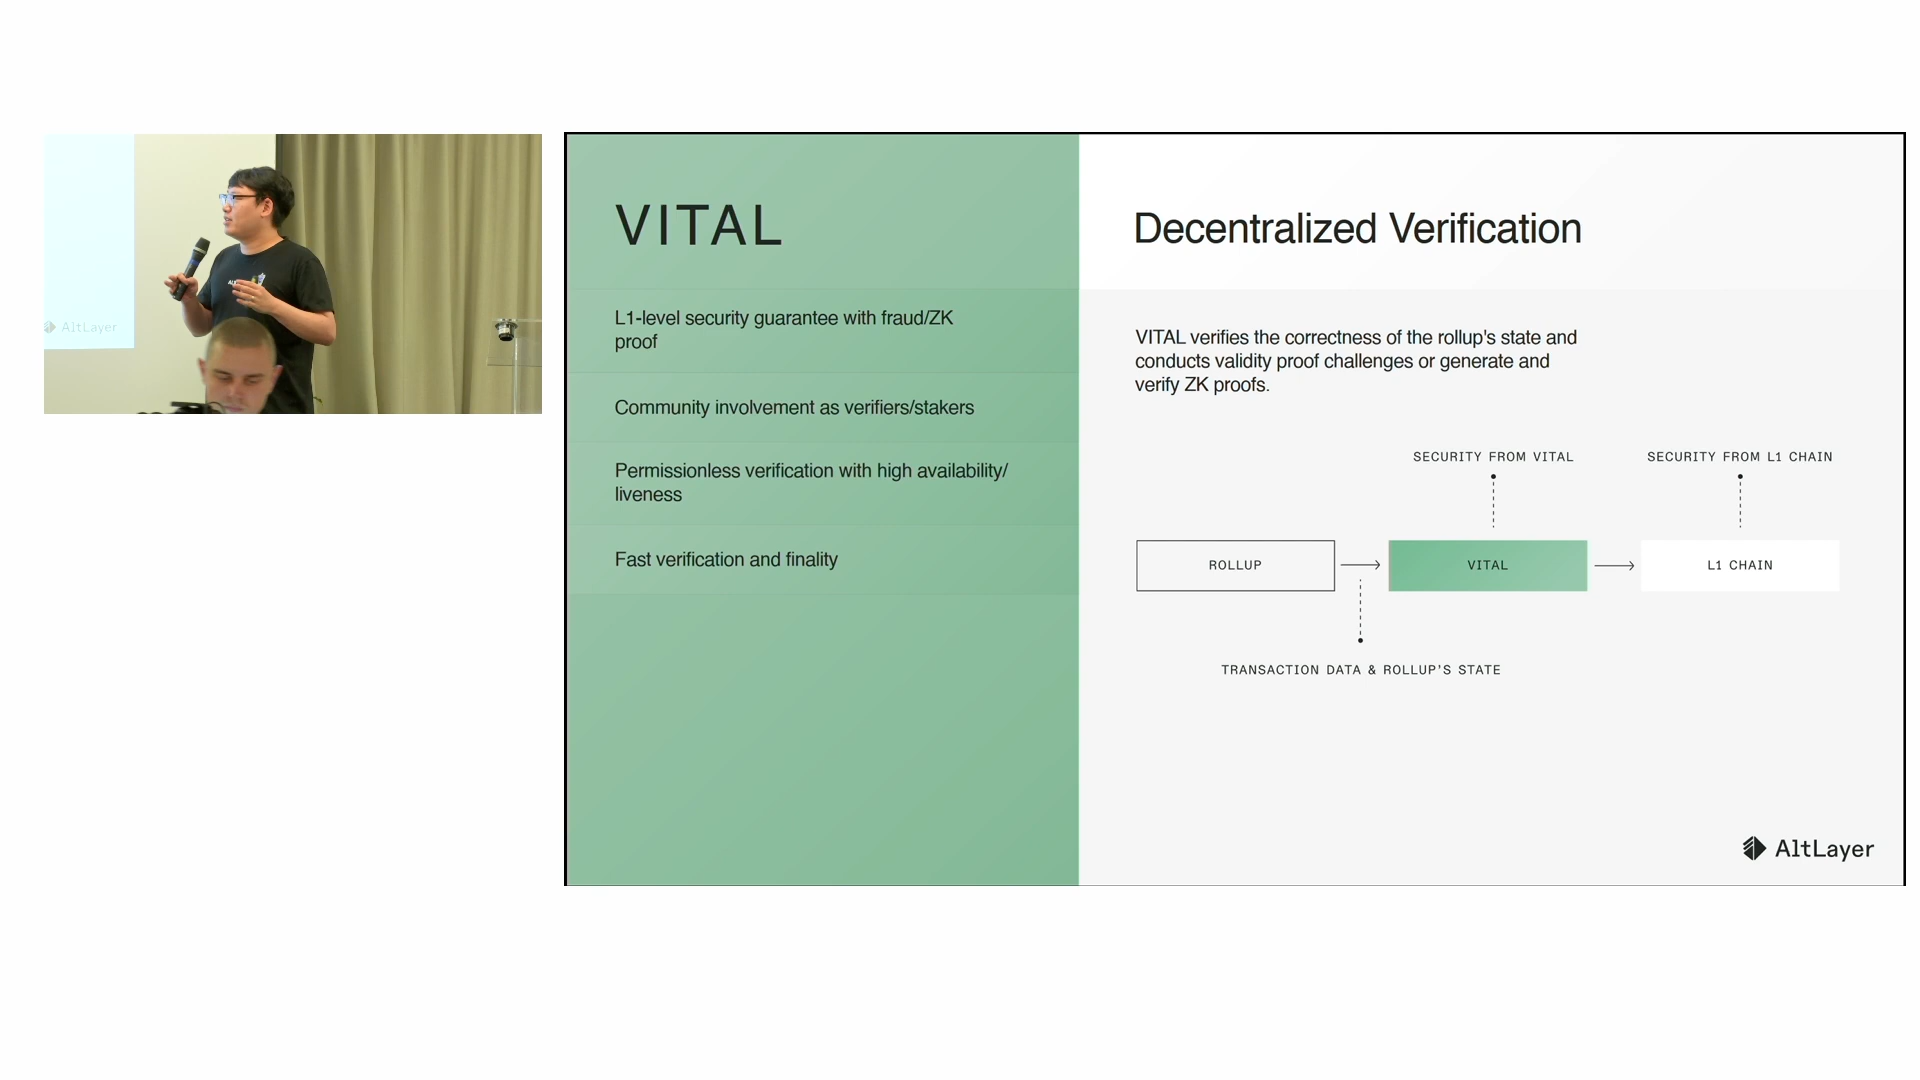 AltLayer
VITAL
L1-level security guarantee with fraud/ZK
proof
Community involvement as verifiers/stakers
Permissionless verification with high availability/
liveness
Fast verification and finality
Decentralized Verification
VITAL verifies the correctness of the rollup's state and
conducts validity proof challenges or generate and
verify ZK proofs.
SECURITY FROM VITAL
SECURITY FROM L1 CHAIN
ROLLUP
VITAL
L1 CHAIN
TRANSACTION DATA & ROLLUP’S STATE
AltLayer